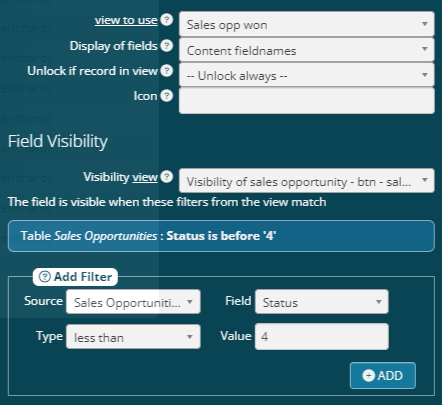 view to use ? Sales opp won
Display of fields ? Content fieldnames
Unlock if record in view ? -- Unlock always --
Icon ?
Field Visibility
Visibility view ? Visibility of sales opportunity - btn - sal...
The field is visible when these filters from the view match
Table Sales Opportunities : Status is before '4'
? Add Filter
Source Sales Opportuniti... Field Status
Type less than Value 4
+ ADD